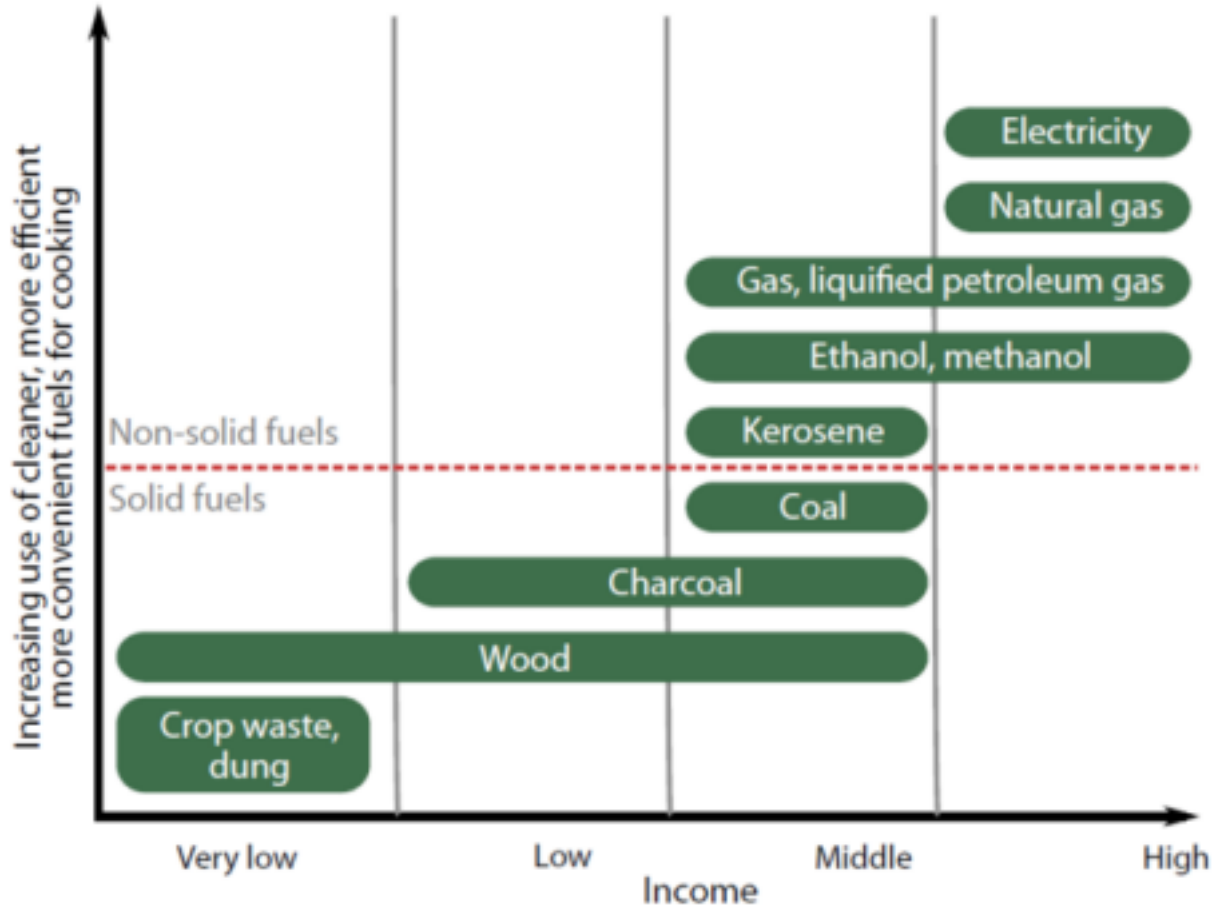 Increasing use of cleaner, more efficient
more convenient fuels for cooking
Electricity
Natural gas
Gas, liquified petroleum gas
Ethanol, methanol
Non-solid fuels
Kerosene
Solid fuels
Coal
Charcoal
Wood
Crop waste,
dung
Very low
Low
Middle
High
Income